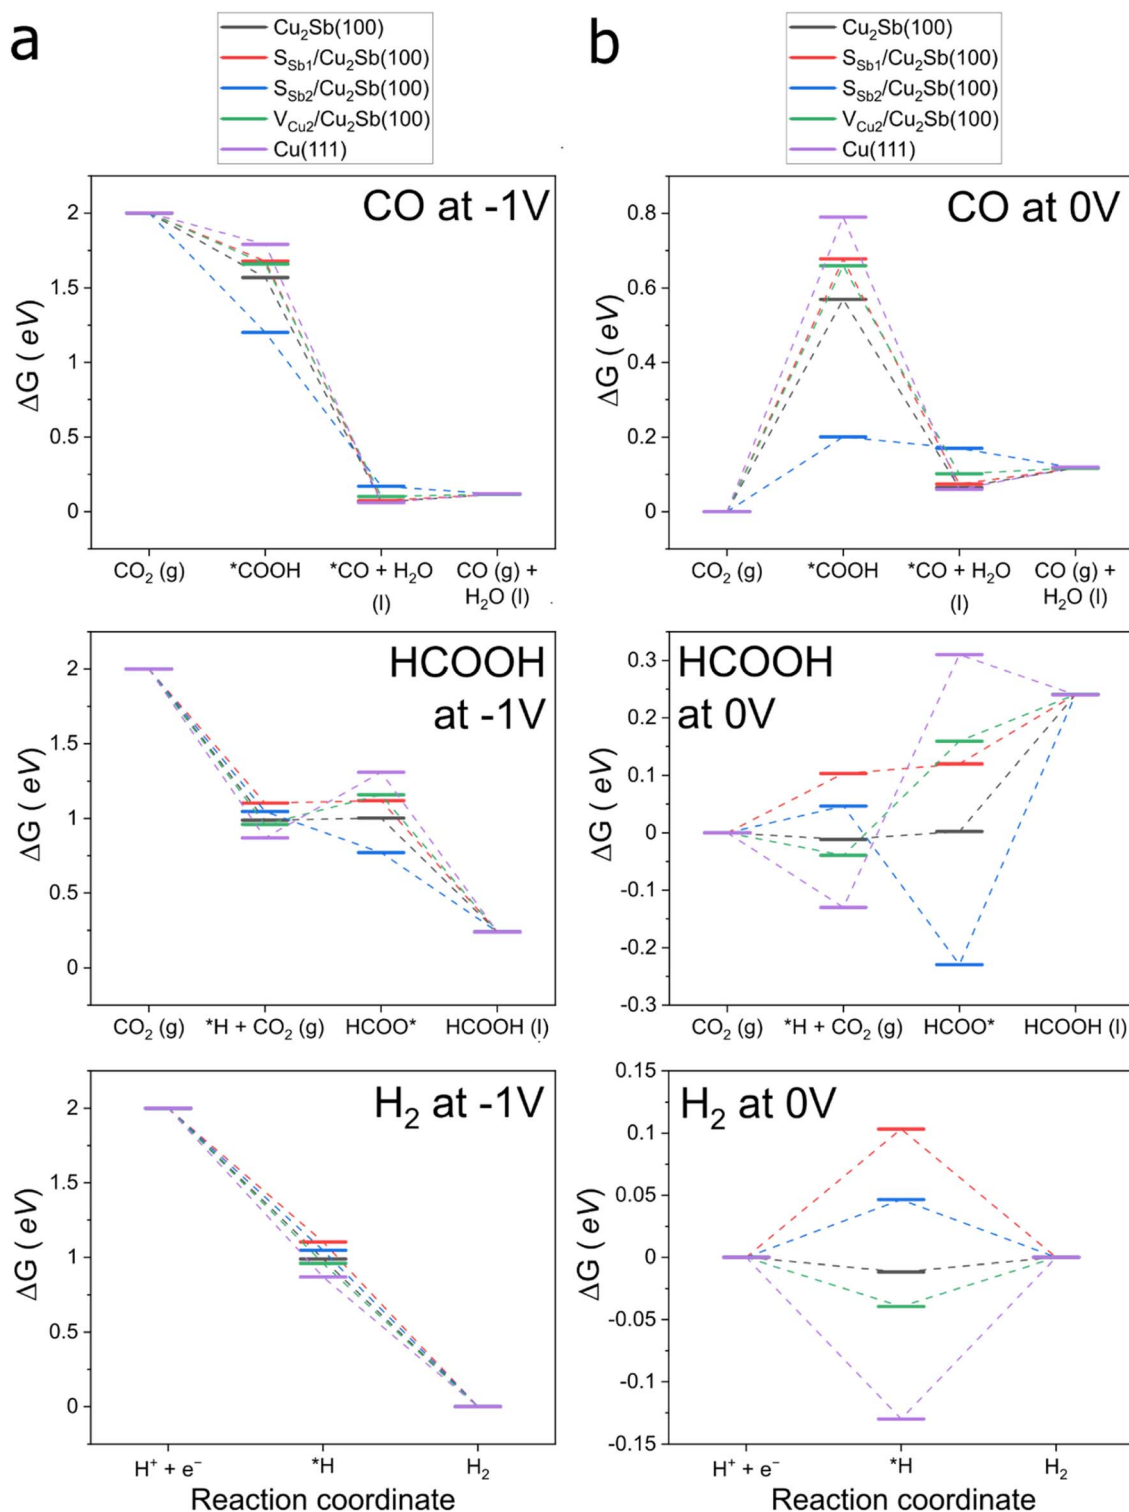 a
Cu₂Sb(100)
S_Sb1/Cu₂Sb(100)
S_Sb2/Cu₂Sb(100)
V_Cu2/Cu₂Sb(100)
Cu(111)
CO at -1V
2
1.5
1
0.5
0
ΔG ( eV)
CO₂ (g)
*COOH
*CO + H₂O
(l)
CO (g) +
H₂O (l)
HCOOH
at -1V
2
1.5
1
0.5
0
ΔG ( eV)
CO₂ (g)
*H + CO₂ (g)
HCOO*
HCOOH (l)
H₂ at -1V
2
1.5
1
0.5
0
ΔG ( eV)
H⁺ + e⁻
*H
H₂
Reaction coordinate
b
Cu₂Sb(100)
S_Sb1/Cu₂Sb(100)
S_Sb2/Cu₂Sb(100)
V_Cu2/Cu₂Sb(100)
Cu(111)
CO at 0V
0.8
0.6
0.4
0.2
0
ΔG ( eV)
CO₂ (g)
*COOH
*CO + H₂O
(l)
CO (g) +
H₂O (l)
HCOOH
at 0V
0.3
0.2
0.1
0
-0.1
-0.2
-0.3
ΔG ( eV)
CO₂ (g)
*H + CO₂ (g)
HCOO*
HCOOH (l)
H₂ at 0V
0.15
0.1
0.05
0
-0.05
-0.1
-0.15
ΔG ( eV)
H⁺ + e⁻
*H
H₂
Reaction coordinate